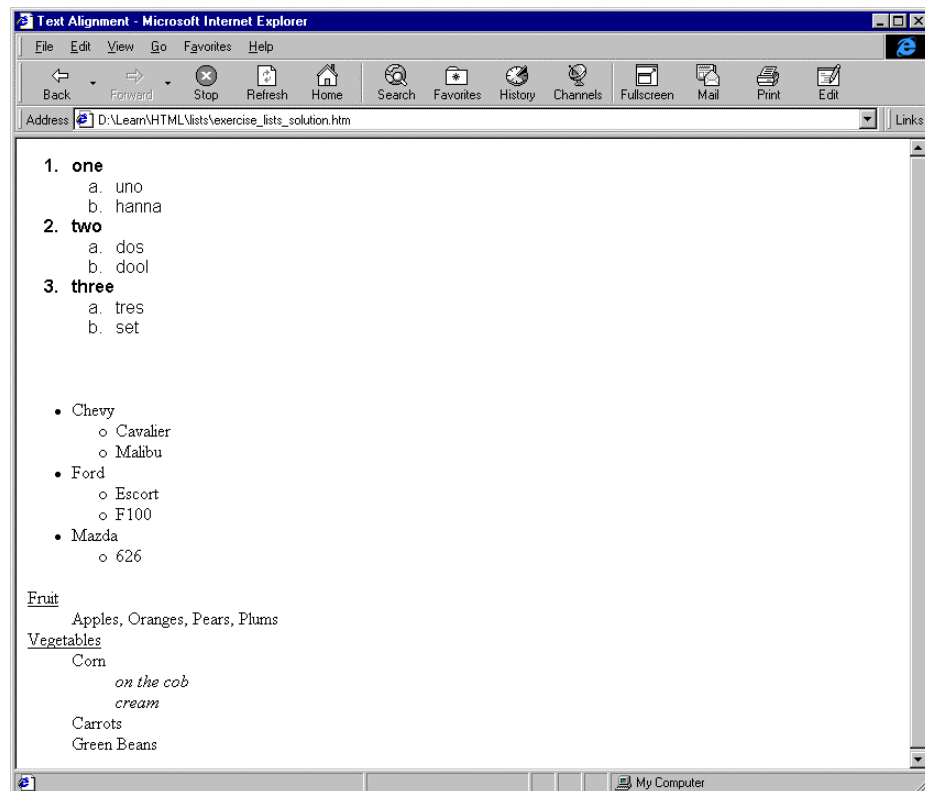 Text Alignment - Microsoft Internet Explorer
File Edit View Go Favorites Help
Back Forward Stop Refresh Home Search Favorites History Channels Fullscreen Mail Print Edit
Address D:\Learn\HTML\lists\exercise_lists_solution.htm Links
1. one
a. uno
b. hanna
2. two
a. dos
b. dool
3. three
a. tres
b. set
• Chevy
o Cavalier
o Malibu
• Ford
o Escort
o F100
• Mazda
o 626
Fruit
Apples, Oranges, Pears, Plums
Vegetables
Corn
on the cob
cream
Carrots
Green Beans
My Computer